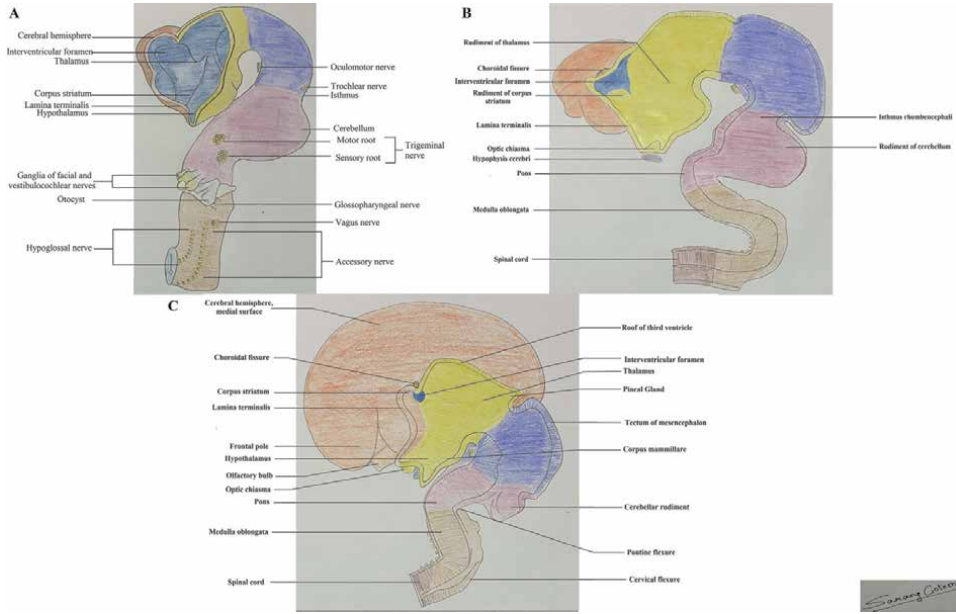 A
Cerebral hemisphere
Interventricular foramen
Thalamus
Corpus striatum
Lamina terminalis
Hypothalamus
Ganglia of facial and
vestibulocochlear nerves
Otocyst
Hypoglossal nerve
Oculomotor nerve
Trochlear nerve
Isthmus
Cerebellum
Motor root
Sensory root
Trigeminal
nerve
Glossopharyngeal nerve
Vagus nerve
Accessory nerve
B
Rudiment of thalamus
Choroidal fissure
Interventricular foramen
Rudiment of corpus
striatum
Lamina terminalis
Optic chiasma
Hypophysis cerebri
Pons
Medulla oblongata
Spinal cord
Isthmus rhombencephali
Rudiment of cerebellum
C
Cerebral hemisphere,
medial surface
Choroidal fissure
Corpus striatum
Lamina terminalis
Frontal pole
Hypothalamus
Olfactory bulb
Optic chiasma
Pons
Medulla oblongata
Spinal cord
Roof of third ventricle
Interventricular foramen
Thalamus
Pineal Gland
Tectum of mesencephalon
Corpus mammillare
Cerebellar rudiment
Pontine flexure
Cervical flexure